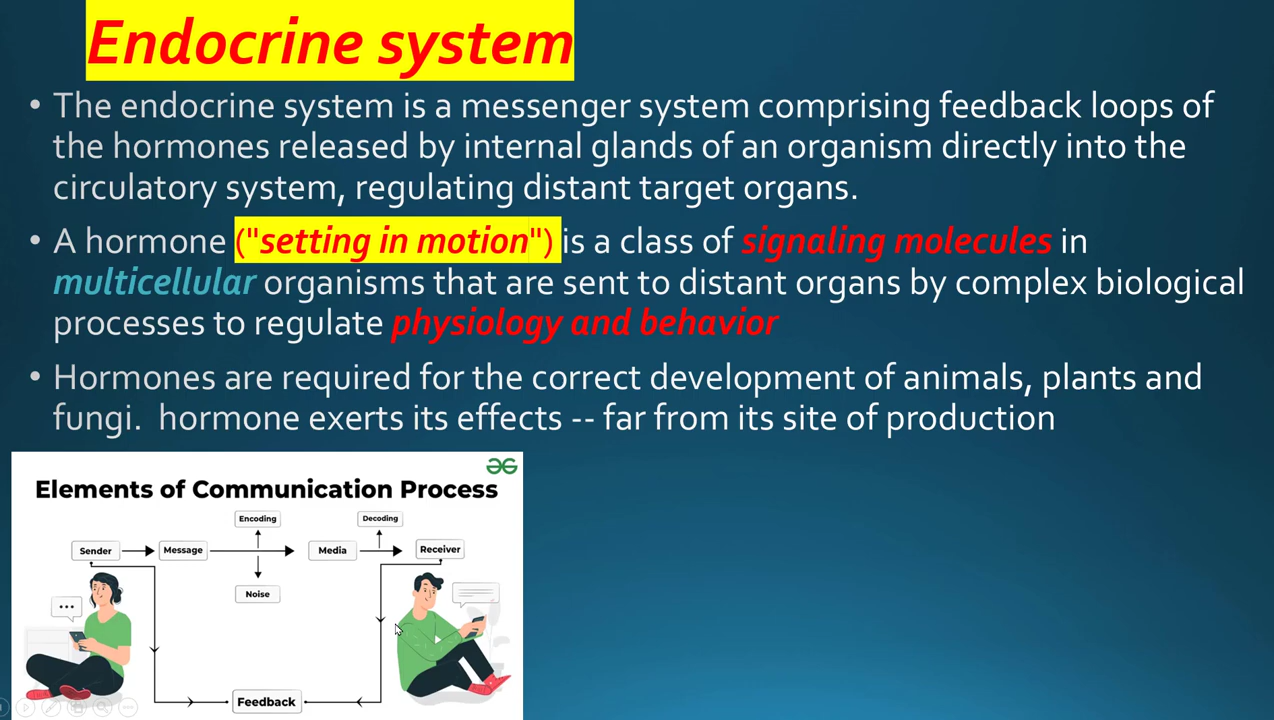 Endocrine system
• The endocrine system is a messenger system comprising feedback loops of
the hormones released by internal glands of an organism directly into the
circulatory system, regulating distant target organs.
• A hormone ("setting in motion") is a class of signaling molecules in
multicellular organisms that are sent to distant organs by complex biological
processes to regulate physiology and behavior
• Hormones are required for the correct development of animals, plants and
fungi.  hormone exerts its effects -- far from its site of production
Elements of Communication Process
Encoding
Decoding
Sender
Message
Media
Receiver
Noise
Feedback